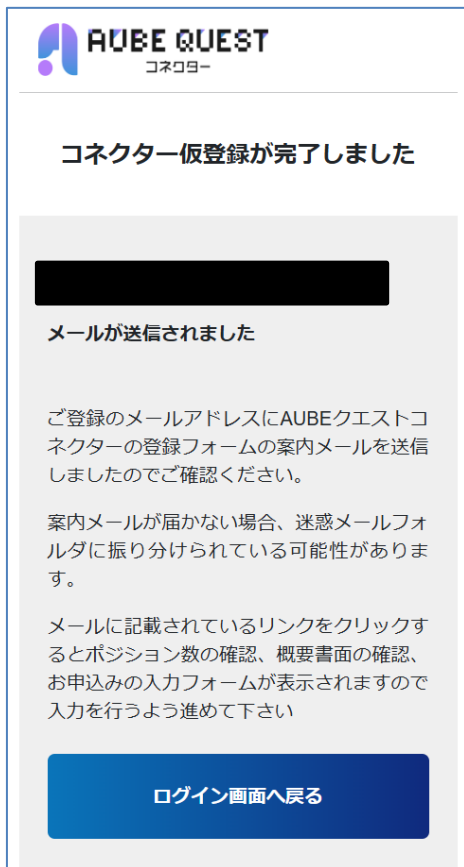 AUBE QUEST
コネクター
コネクター仮登録が完了しました
メールが送信されました
ご登録のメールアドレスにAUBEクエストコ
ネクターの登録フォームの案内メールを送信
しましたのでご確認ください。
案内メールが届かない場合、迷惑メールフォ
ルダに振り分けられている可能性がありま
す。
メールに記載されているリンクをクリックす
るとポジション数の確認、概要書面の確認、
お申込みの入力フォームが表示されますので
入力を行うよう進めて下さい
ログイン画面へ戻る